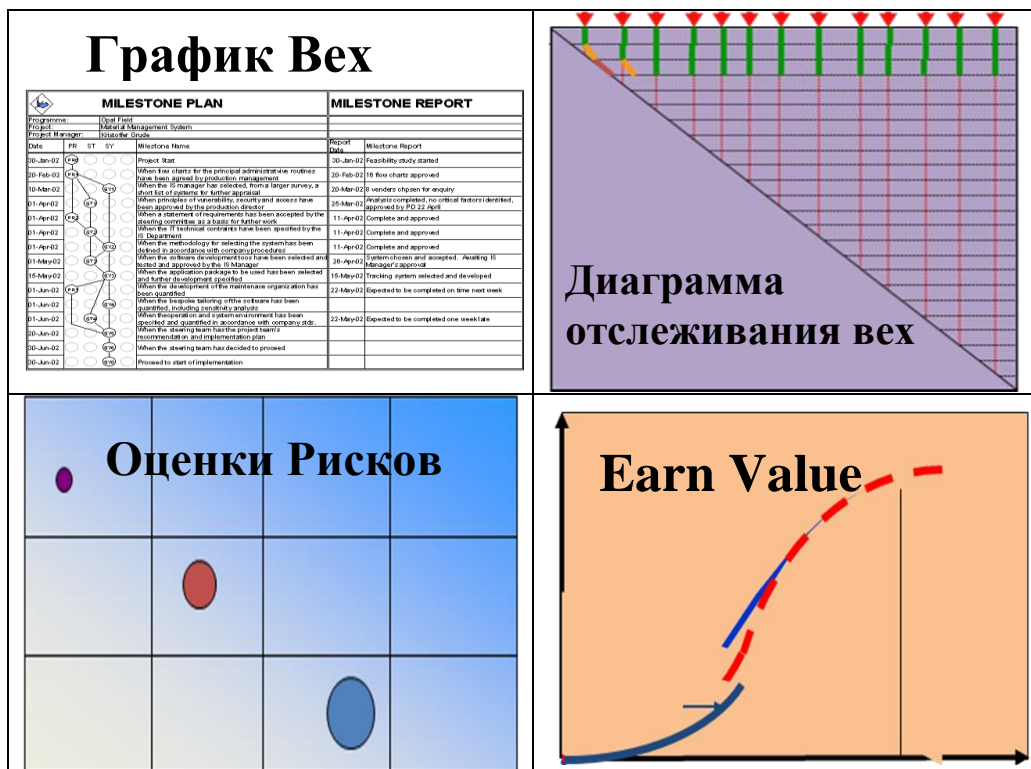 График Вех
MILESTONE PLAN
MILESTONE REPORT
Programme: Opal Field
Project: Material Management System
Project Manager: Kristoffer Grude
Date PR ST SY Milestone Name Report Date Milestone Report
30-Jan-02 Project Start 30-Jan-02 Feasibility study started
20-Feb-02 When flow charts for the principal administrative routines
have been agreed by production management 20-Feb-02 16 flow charts approved
10-Mar-02 When the IS manager has selected, from a larger survey, a
short list of systems for further appraisal 20-Mar-02 8 venders chpsen for enquiry
01-Apr-02 When principles of vunerability, security and access have
been approved by the production director 25-Mar-02 Analysis completed, no critical factors identified,
approved by PD 22 April
01-Apr-02 When a statement of requirements has been accepted by the
steering committee as a basis for further work 11-Apr-02 Complete and approved
01-Apr-02 When the IT technical contraints have been specified by the
IS Department 11-Apr-02 Complete and approved
01-Apr-02 When the methodology for selecting the system has been
defined in accordance with company procedures 11-Apr-02 Complete and approved
01-May-02 When the software development toos have been selected and
tested and approved by the IS Manager 26-Apr-02 System chosen and accepted. Awaiting IS
Manager's approval
15-May-02 When the application package to be used has been selected
and further development specified 15-May-02 Tracking system selected and developed
01-Jun-02 When the development of the maintenace organization has
been quantified 22-May-02 Expected to be completed on time next week
01-Jun-02 When the bespoke tailoring of the software has been
quantified, including sensitivity analysis
01-Jun-02 When theoperation and system environment has been
specified and quantified in accordance with company stds. 22-May-02 Expected to be completed one week late
20-Jun-02 When the steering team has the project team's
recommendation and implementation plan
30-Jun-02 When the steering team has decided to proceed
30-Jun-02 Proceed to start of implementation
Диаграмма
отслеживания вех
Оценки Рисков
Earn Value